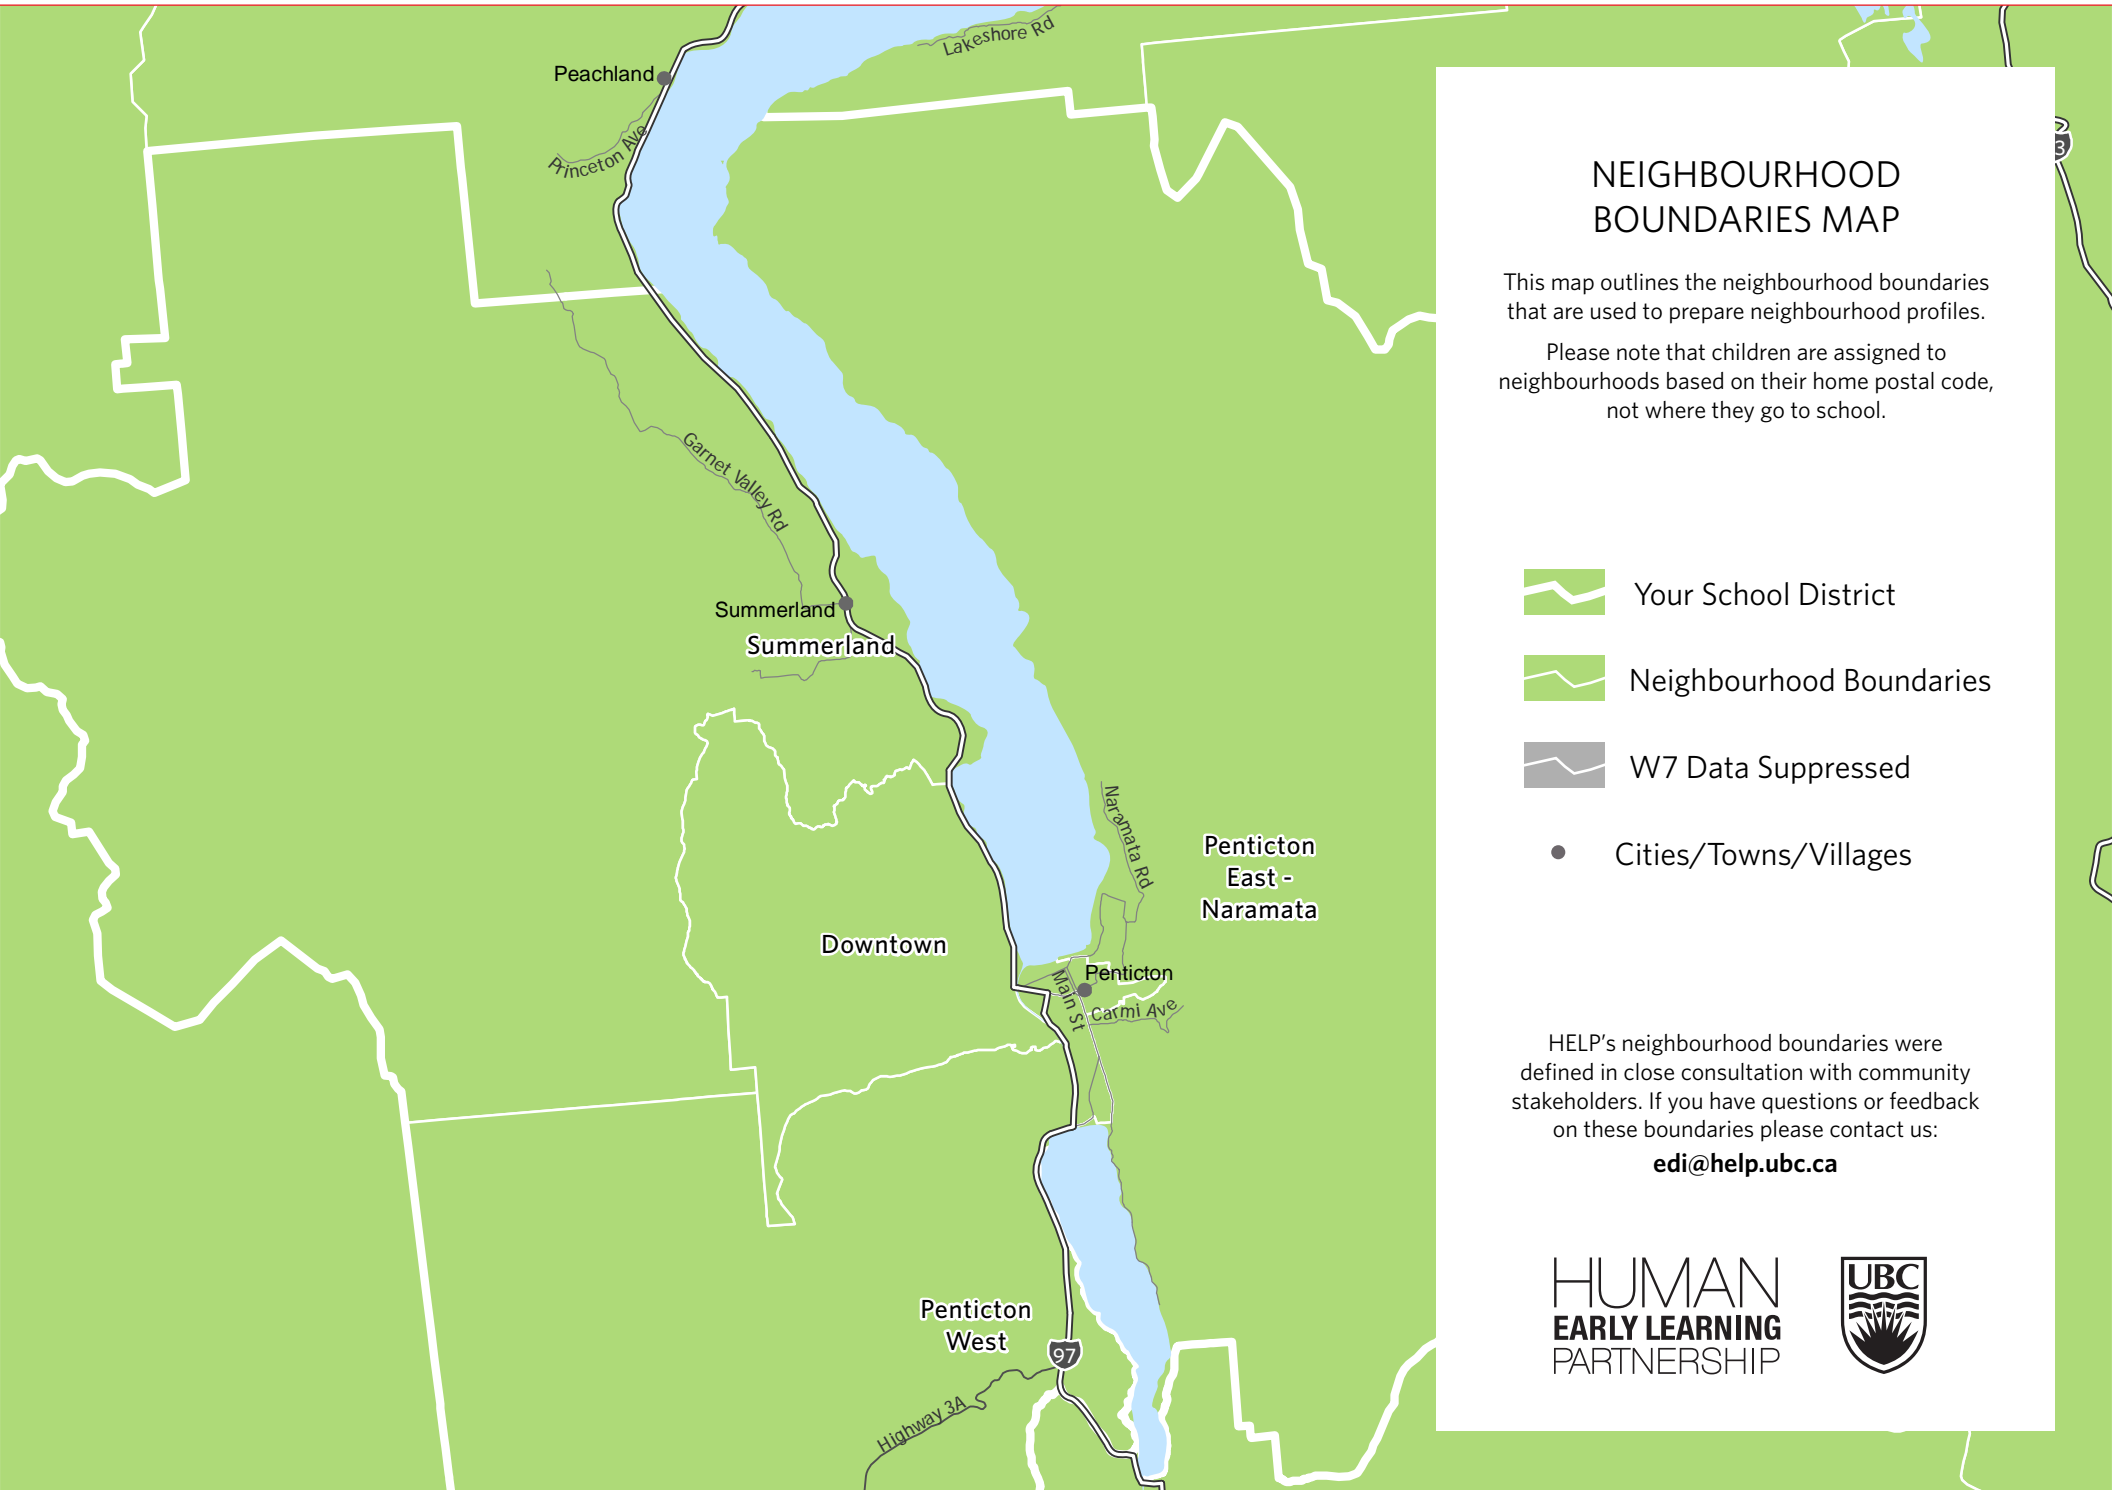 Lakeshore Rd
Peachland
Princeton Ave
Garnet Valley Rd
Summerland
Summerland
Naramata Rd
Penticton
East -
Naramata
Downtown
Penticton
Main St
Carmi Ave
Penticton
West
97
Highway 3A
3
NEIGHBOURHOOD
BOUNDARIES MAP
This map outlines the neighbourhood boundaries
that are used to prepare neighbourhood profiles.
Please note that children are assigned to
neighbourhoods based on their home postal code,
not where they go to school.
Your School District
Neighbourhood Boundaries
W7 Data Suppressed
Cities/Towns/Villages
HELP's neighbourhood boundaries were
defined in close consultation with community
stakeholders. If you have questions or feedback
on these boundaries please contact us:
edi@help.ubc.ca
HUMAN
EARLY LEARNING
PARTNERSHIP
UBC